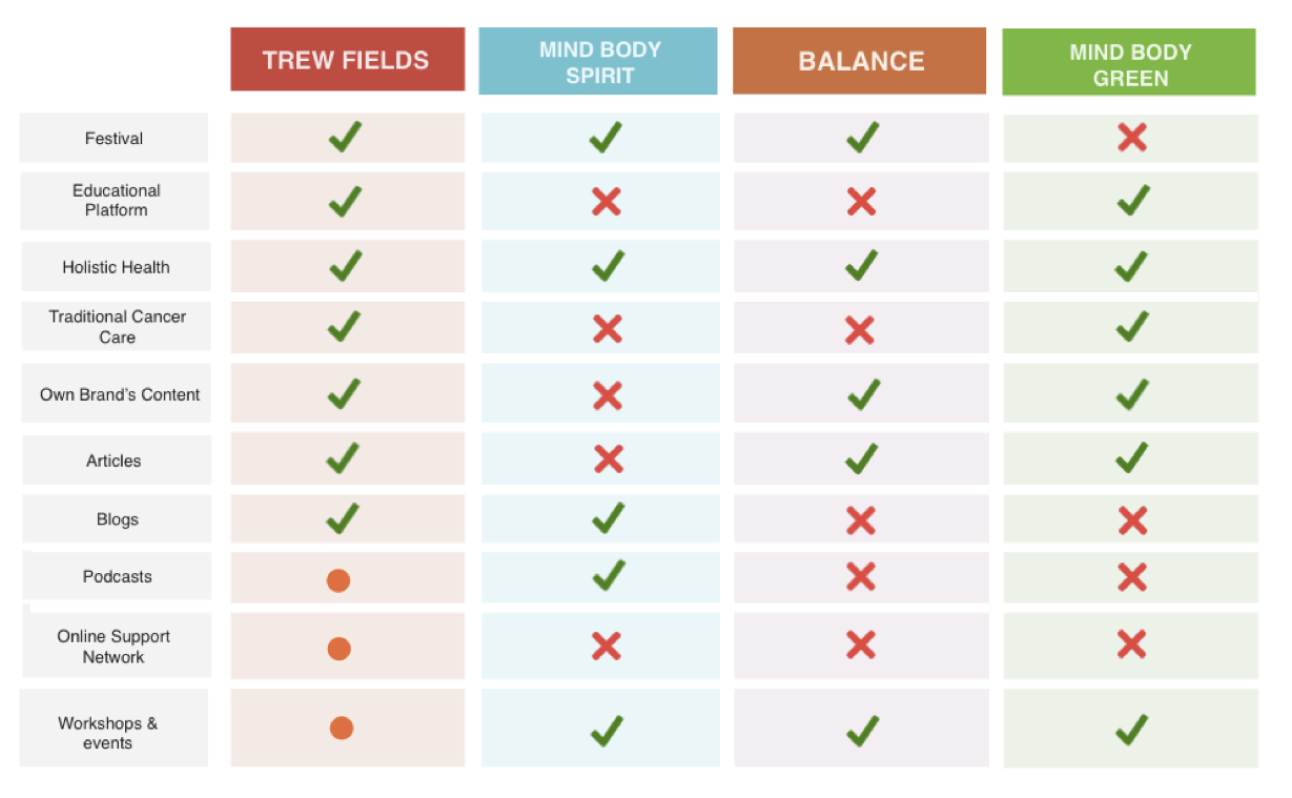 TREW FIELDS
MIND BODY
SPIRIT
BALANCE
MIND BODY
GREEN
Festival
Educational
Platform
Holistic Health
Traditional Cancer
Care
Own Brand's Content
Articles
Blogs
Podcasts
Online Support
Network
Workshops &
events